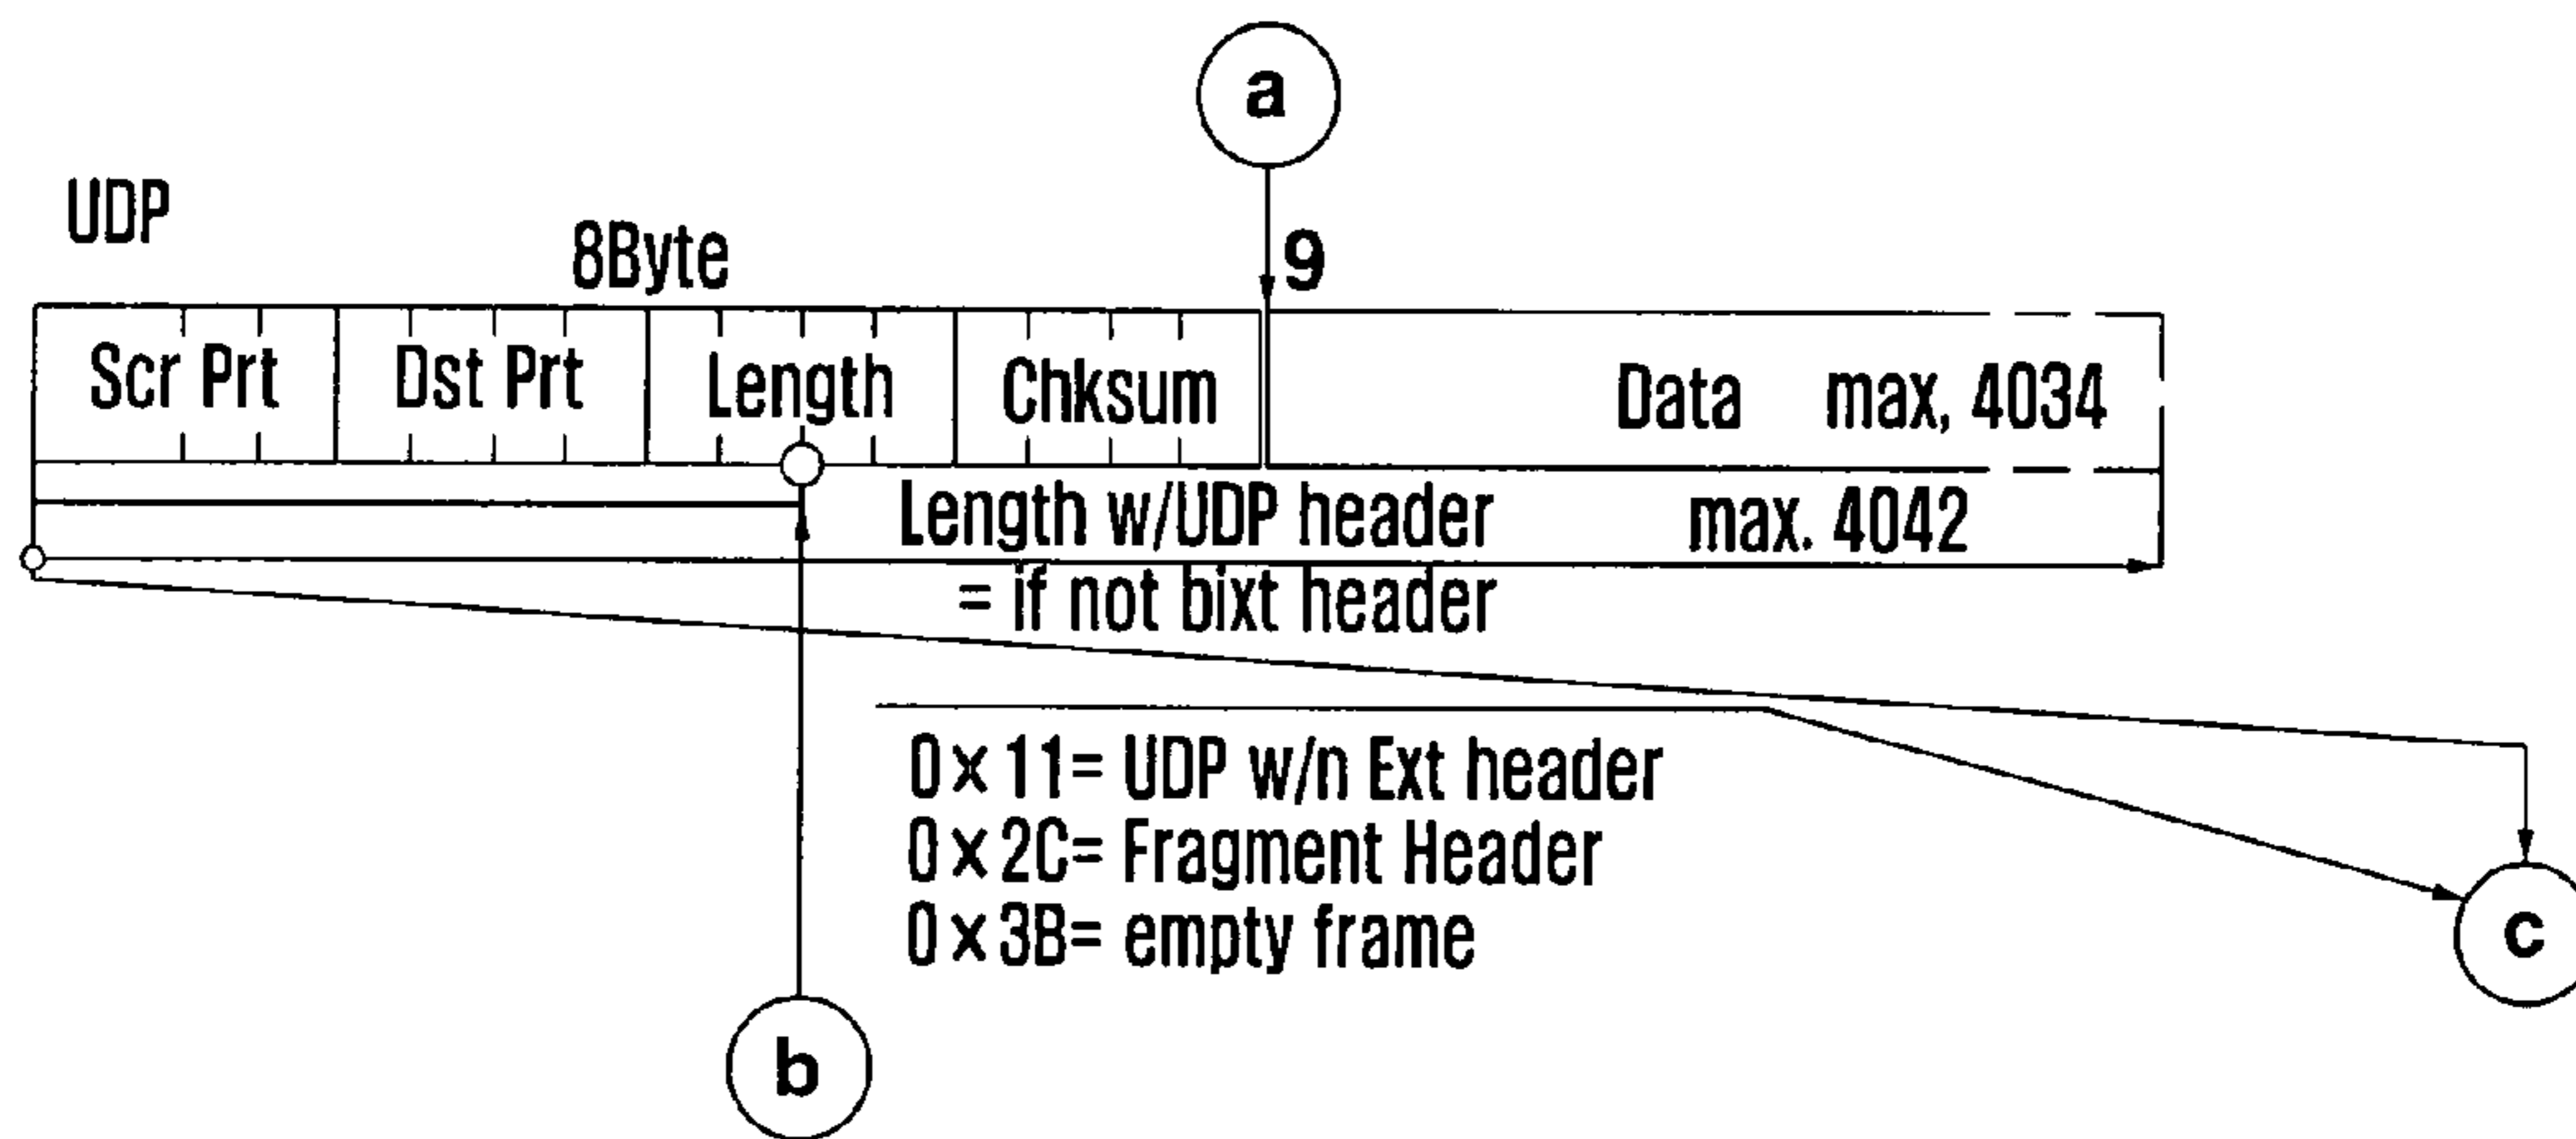 a
UDP
8Byte
9
Scr Prt Dst Prt Length Chksum Data max, 4034
Length w/UDP header max. 4042
= if not bixt header
0×11= UDP w/n Ext header
0×2C= Fragment Header
0×3B= empty frame
c
b